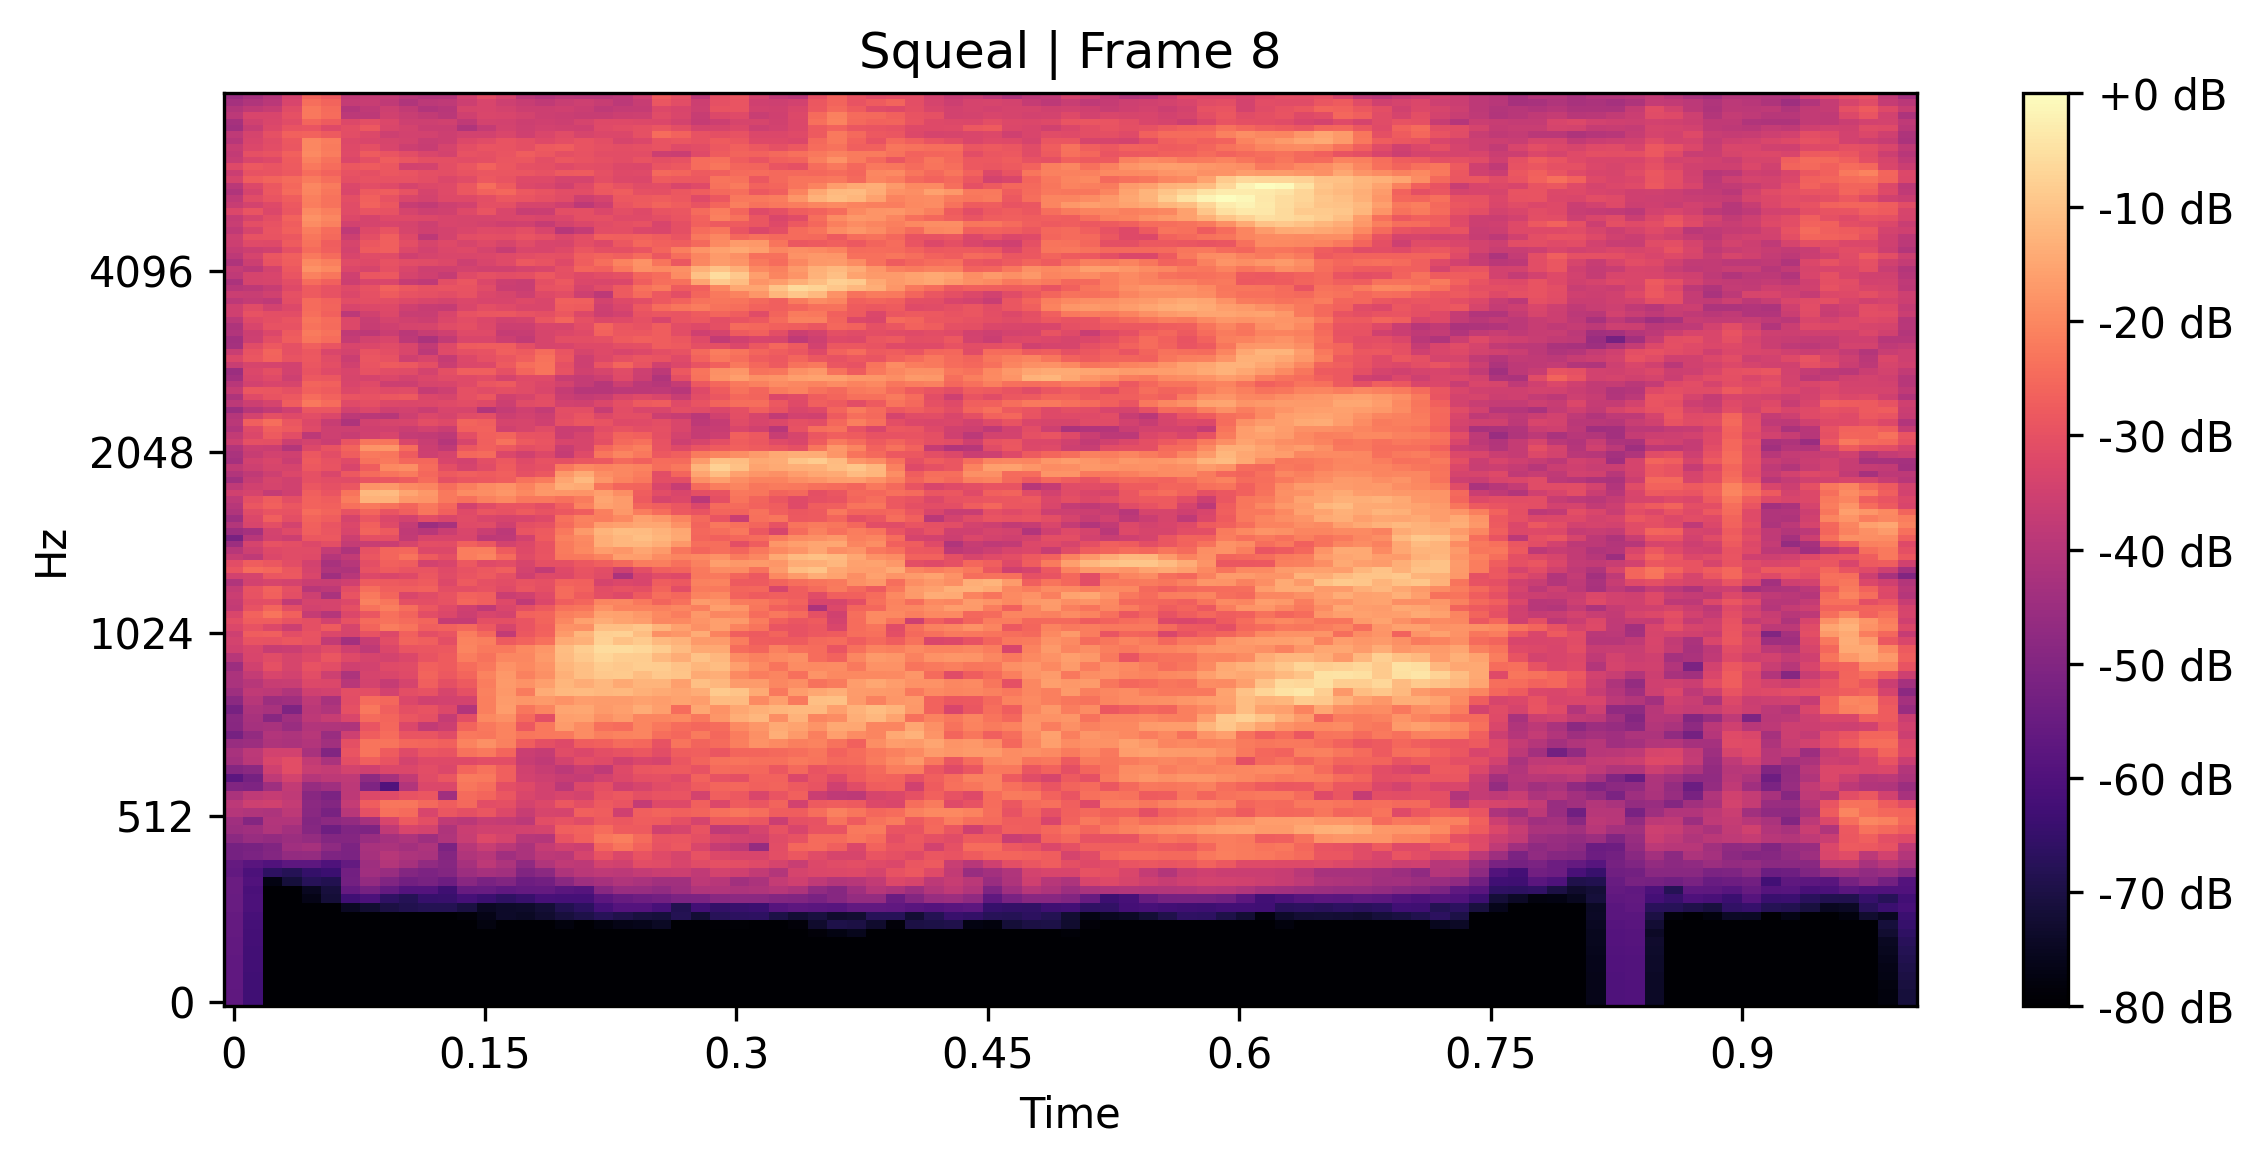 Squeal | Frame 8
+0 dB
-10 dB
-20 dB
-30 dB
-40 dB
-50 dB
-60 dB
-70 dB
-80 dB
Hz
4096
2048
1024
512
0
0 0.15 0.3 0.45 0.6 0.75 0.9
Time